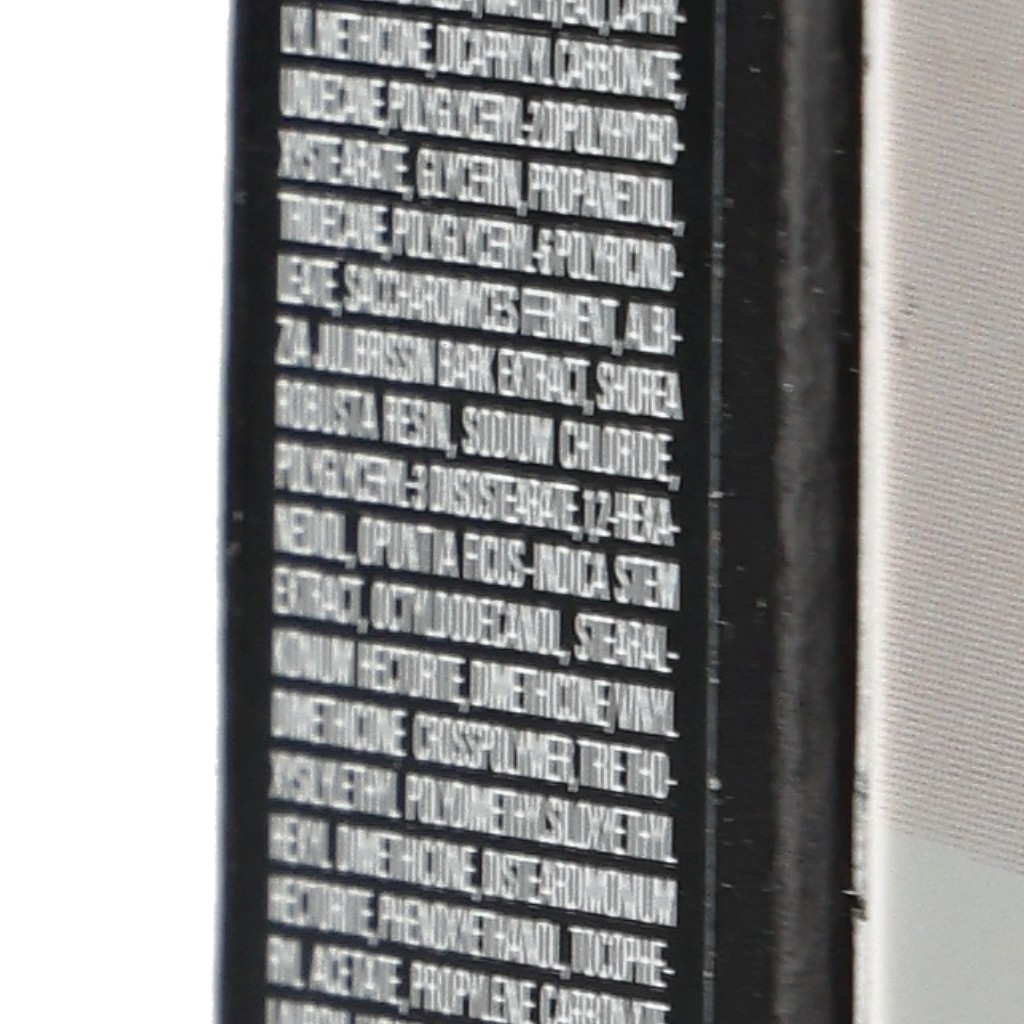 LYL METHICONE, DICAPRYLYL CARBONATE,
UNDECANE, POLYGLYCERYL-2 DIPOLYHYDRO-
XYSTEARATE, GLYCERIN, PROPANEDIOL,
TRIDECANE, POLYGLYCERYL-6 POLYRICINO-
LEATE, SACCHAROMYCES FERMENT, ALBI-
ZIA JULIBRISSIN BARK EXTRACT, SHOREA
ROBUSTA RESIN, SODIUM CHLORIDE,
POLYGLYCERYL-3 DIISOSTEARATE, 1,2-HEXA-
NEDIOL, OPUNTIA FICUS-INDICA STEM
EXTRACT, OCTYLDODECANOL, STEARAL-
KONIUM HECTORITE, DIMETHICONE/VINYL
DIMETHICONE CROSSPOLYMER, TRIETHO-
XYSILYLETHYL POLYDIMETHYLSILOXYETHYL
HEXYL DIMETHICONE, DISTEARDIMONIUM
HECTORITE, PHENOXYETHANOL, TOCOPHE-
RYL ACETATE, PROPYLENE CARBONATE